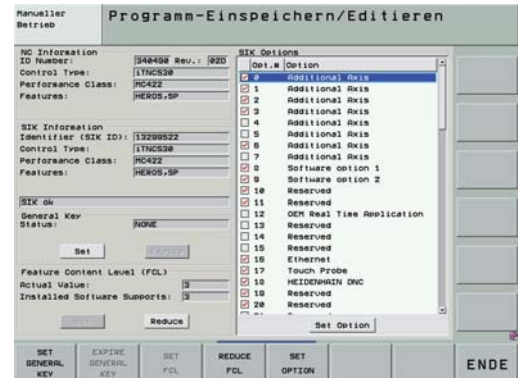 Manueller
Betrieb
Programm-Einspeichern/Editieren
NC Information
ID Number: 340490 Rev.: 02D
Control Type: iTNC530
Performance Class: MC422
Features: HEROS,SP
SIK Information
Identifier (SIK ID): 13299522
Control Type: iTNC530
Performance Class: MC422
Features: HEROS,SP
SIK ok
General Key
Status: NONE
Set
Feature Content Level (FCL)
Actual Value: 3
Installed Software Supports: 3
Reduce
SIK Options
Opt.# Option
0 Additional Axis
1 Additional Axis
2 Additional Axis
3 Additional Axis
4 Additional Axis
5 Additional Axis
6 Additional Axis
7 Additional Axis
8 Software option 1
9 Software option 2
10 Reserved
11 Reserved
12 OEM Real Time Application
13 Reserved
14 Reserved
15 Reserved
16 Ethernet
17 Touch Probe
18 HEIDENHAIN DNC
19 Reserved
20 Reserved
Set Option
SET
GENERAL
KEY
EXPIRE
GENERAL
KEY
SET
FCL
REDUCE
FCL
SET
OPTION
ENDE